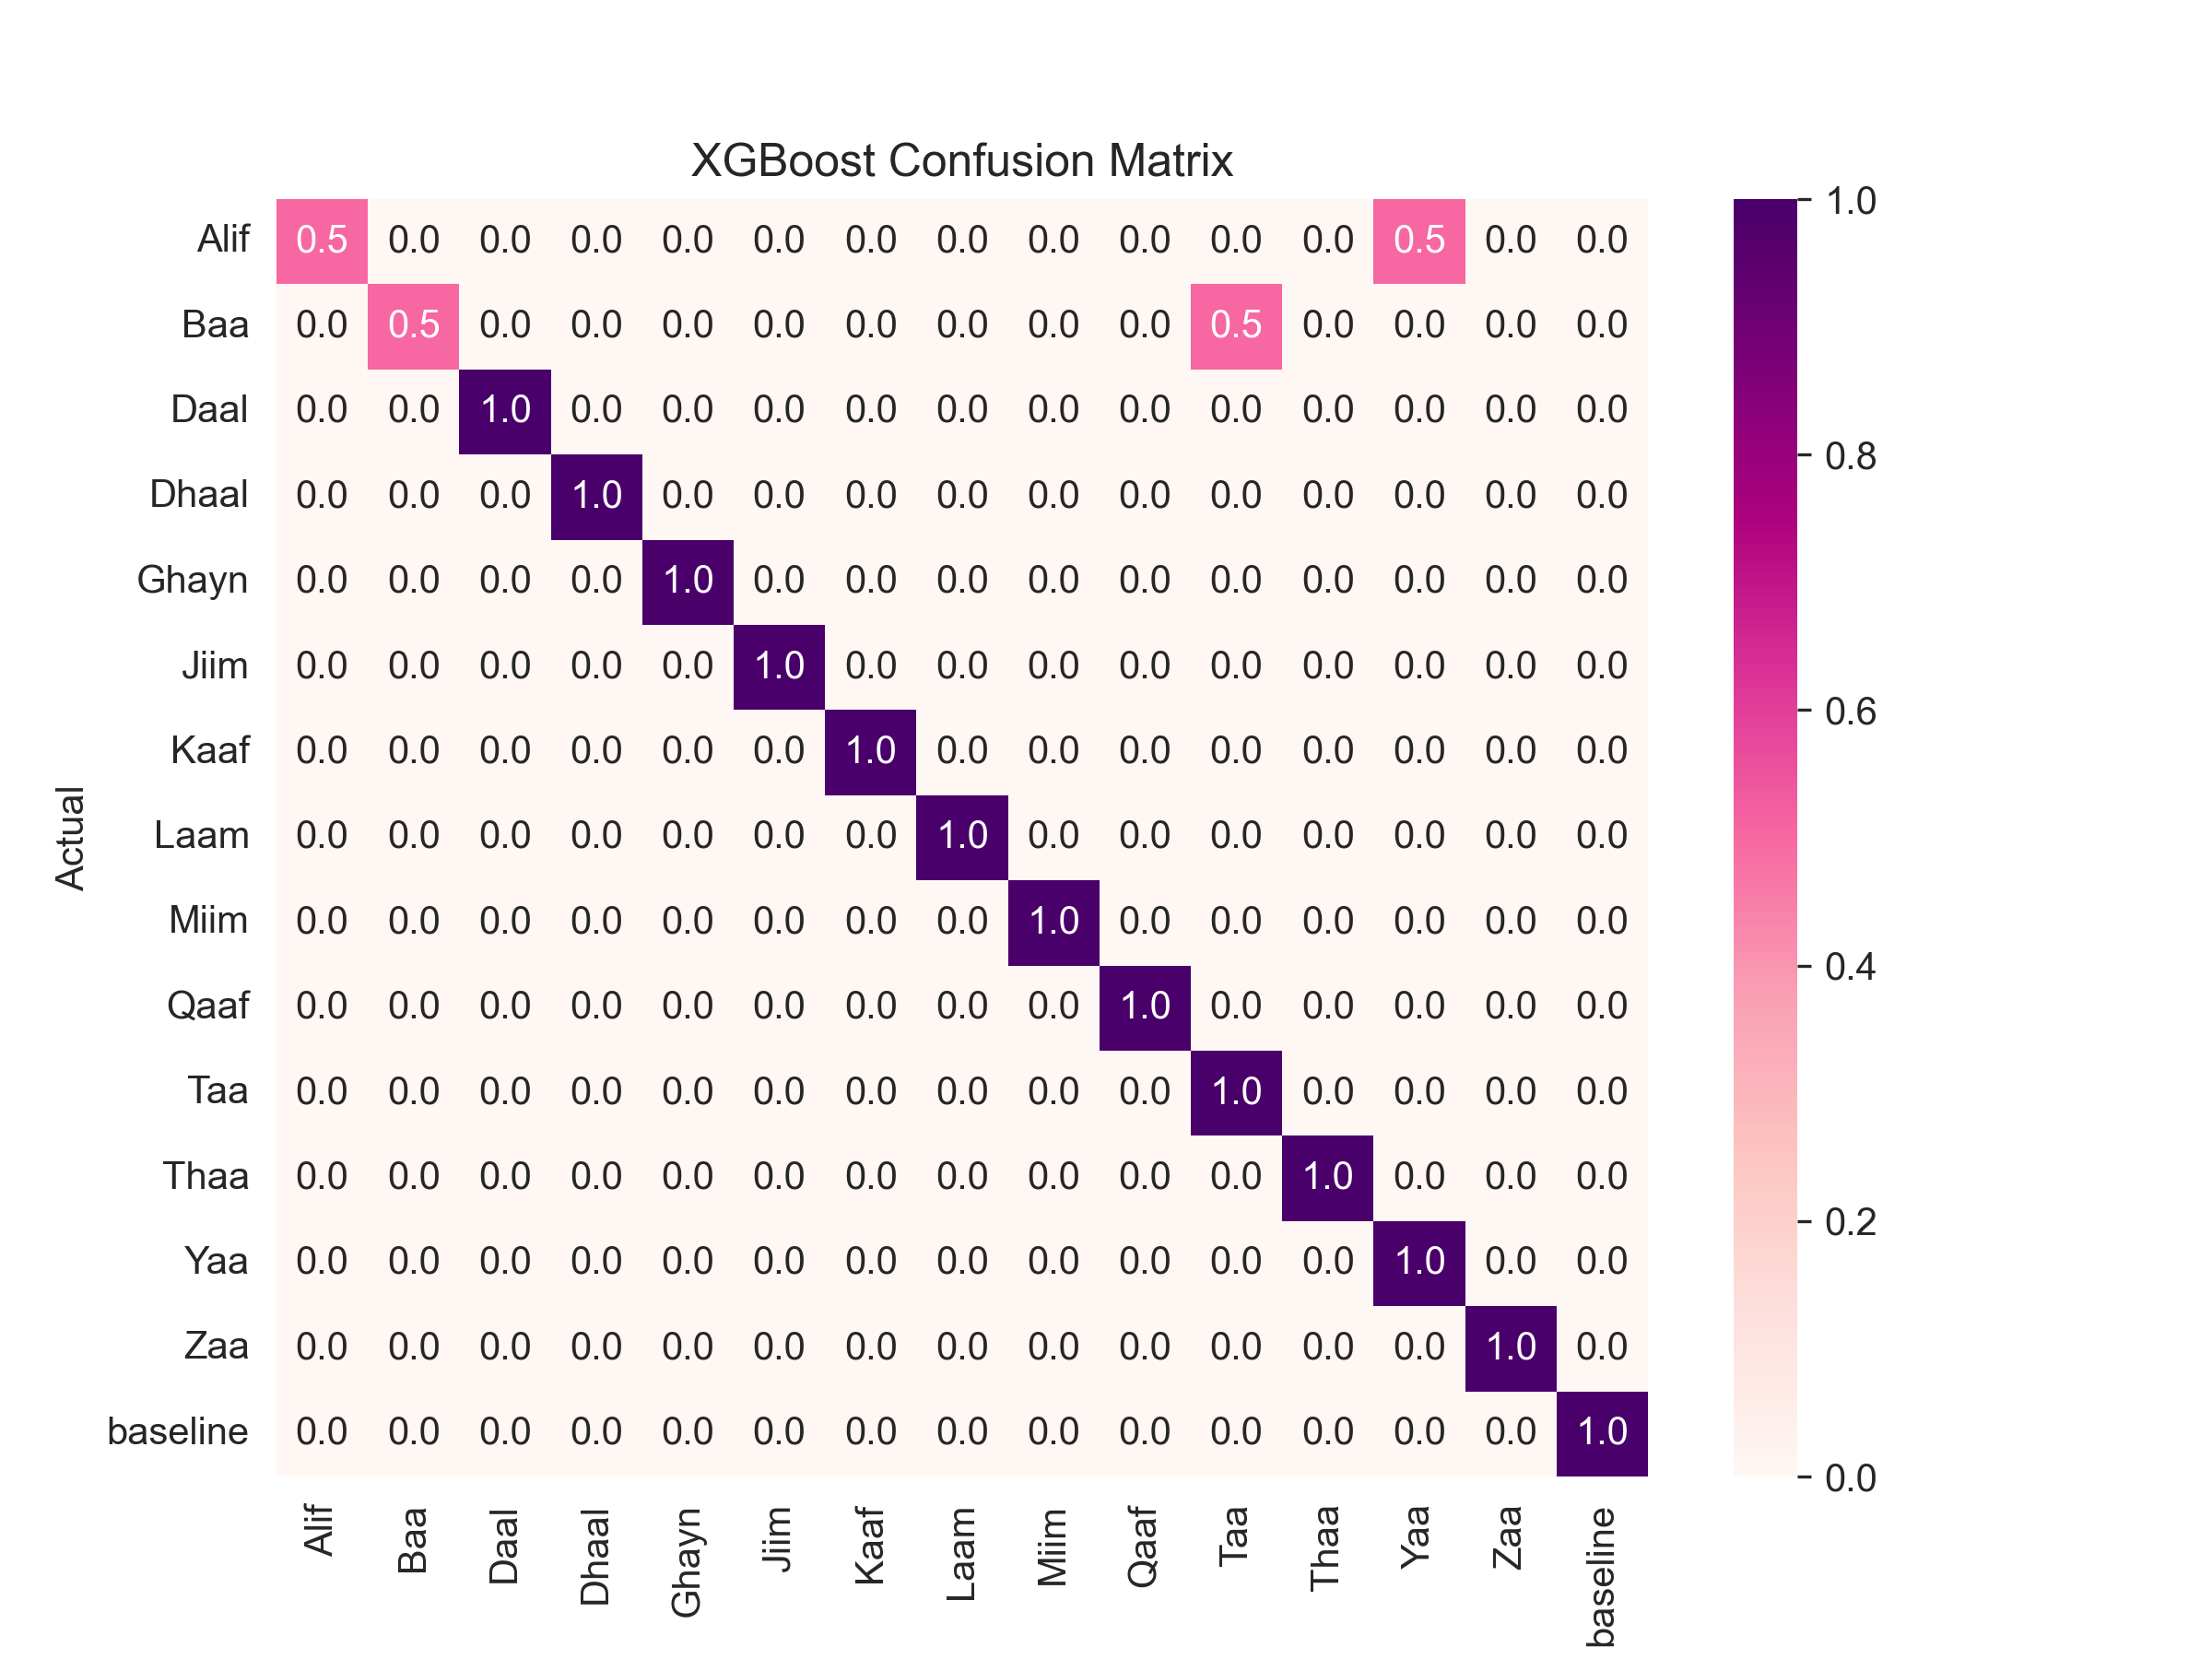 XGBoost Confusion Matrix
Alif 0.5 0.0 0.0 0.0 0.0 0.0 0.0 0.0 0.0 0.0 0.0 0.0 0.5 0.0 0.0
Baa 0.0 0.5 0.0 0.0 0.0 0.0 0.0 0.0 0.0 0.0 0.5 0.0 0.0 0.0 0.0
Daal 0.0 0.0 1.0 0.0 0.0 0.0 0.0 0.0 0.0 0.0 0.0 0.0 0.0 0.0 0.0
Dhaal 0.0 0.0 0.0 1.0 0.0 0.0 0.0 0.0 0.0 0.0 0.0 0.0 0.0 0.0 0.0
Ghayn 0.0 0.0 0.0 0.0 1.0 0.0 0.0 0.0 0.0 0.0 0.0 0.0 0.0 0.0 0.0
Jiim 0.0 0.0 0.0 0.0 0.0 1.0 0.0 0.0 0.0 0.0 0.0 0.0 0.0 0.0 0.0
Kaaf 0.0 0.0 0.0 0.0 0.0 0.0 1.0 0.0 0.0 0.0 0.0 0.0 0.0 0.0 0.0
Laam 0.0 0.0 0.0 0.0 0.0 0.0 0.0 1.0 0.0 0.0 0.0 0.0 0.0 0.0 0.0
Miim 0.0 0.0 0.0 0.0 0.0 0.0 0.0 0.0 1.0 0.0 0.0 0.0 0.0 0.0 0.0
Qaaf 0.0 0.0 0.0 0.0 0.0 0.0 0.0 0.0 0.0 1.0 0.0 0.0 0.0 0.0 0.0
Taa 0.0 0.0 0.0 0.0 0.0 0.0 0.0 0.0 0.0 0.0 1.0 0.0 0.0 0.0 0.0
Thaa 0.0 0.0 0.0 0.0 0.0 0.0 0.0 0.0 0.0 0.0 0.0 1.0 0.0 0.0 0.0
Yaa 0.0 0.0 0.0 0.0 0.0 0.0 0.0 0.0 0.0 0.0 0.0 0.0 1.0 0.0 0.0
Zaa 0.0 0.0 0.0 0.0 0.0 0.0 0.0 0.0 0.0 0.0 0.0 0.0 0.0 1.0 0.0
baseline 0.0 0.0 0.0 0.0 0.0 0.0 0.0 0.0 0.0 0.0 0.0 0.0 0.0 0.0 1.0
Alif Baa Daal Dhaal Ghayn Jiim Kaaf Laam Miim Qaaf Taa Thaa Yaa Zaa baseline
Actual
1.0
0.8
0.6
0.4
0.2
0.0